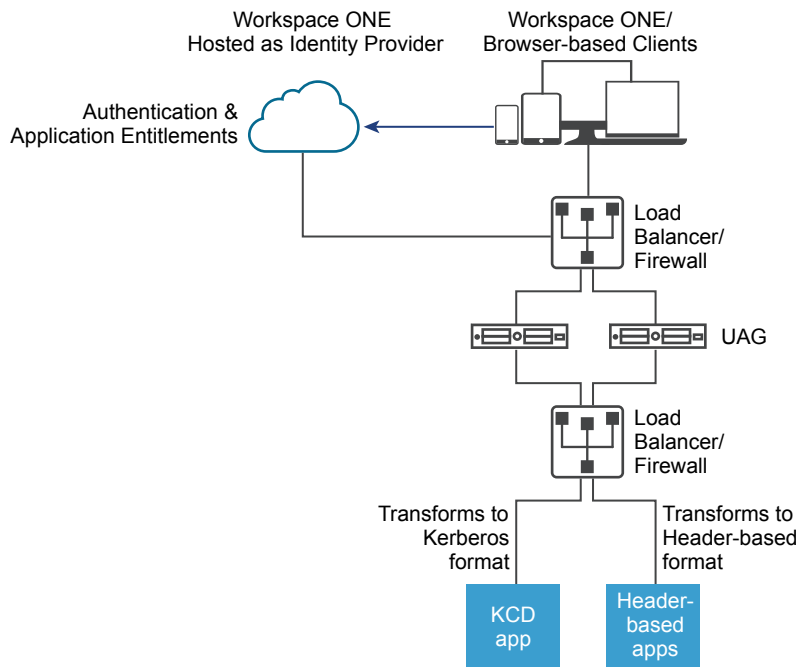 Workspace ONE
Hosted as Identity Provider
Workspace ONE/
Browser-based Clients
Authentication &
Application Entitlements
Load
Balancer/
Firewall
UAG
Load
Balancer/
Firewall
Transforms to
Kerberos
format
Transforms to
Header-based
format
KCD
app
Header-
based
apps